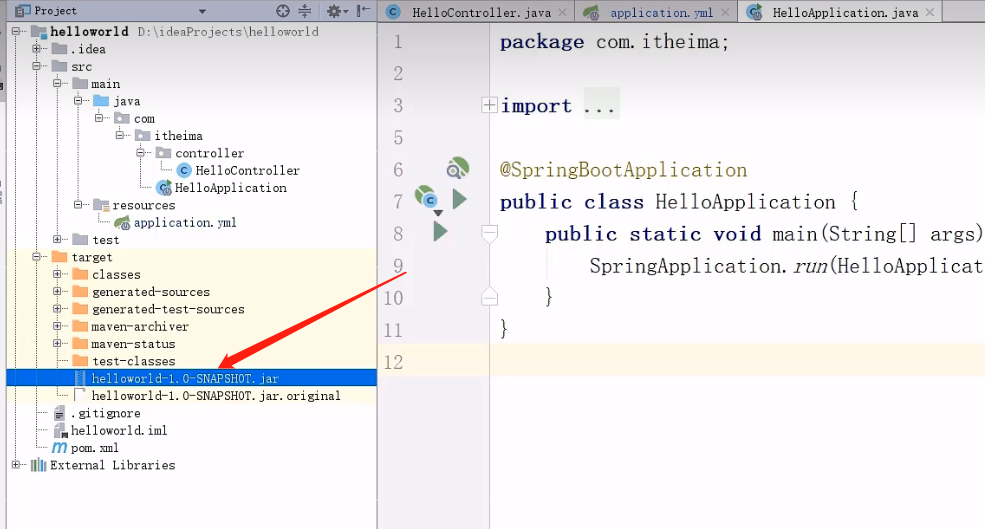 Project
helloworld D:\ideaProjects\helloworld
.idea
src
main
java
com
itheima
controller
HelloController
HelloApplication
resources
application.yml
test
target
classes
generated-sources
generated-test-sources
maven-archiver
maven-status
test-classes
helloworld-1.0-SNAPSHOT.jar
helloworld-1.0-SNAPSHOT.jar.original
.gitignore
helloworld.iml
pom.xml
External Libraries
HelloController.java application.yml HelloApplication.java
1 package com.itheima;
2
3 import ...
5
6 @SpringBootApplication
7 public class HelloApplication {
8 public static void main(String[] args)
9 SpringApplication.run(HelloApplicat
10 }
11 }
12